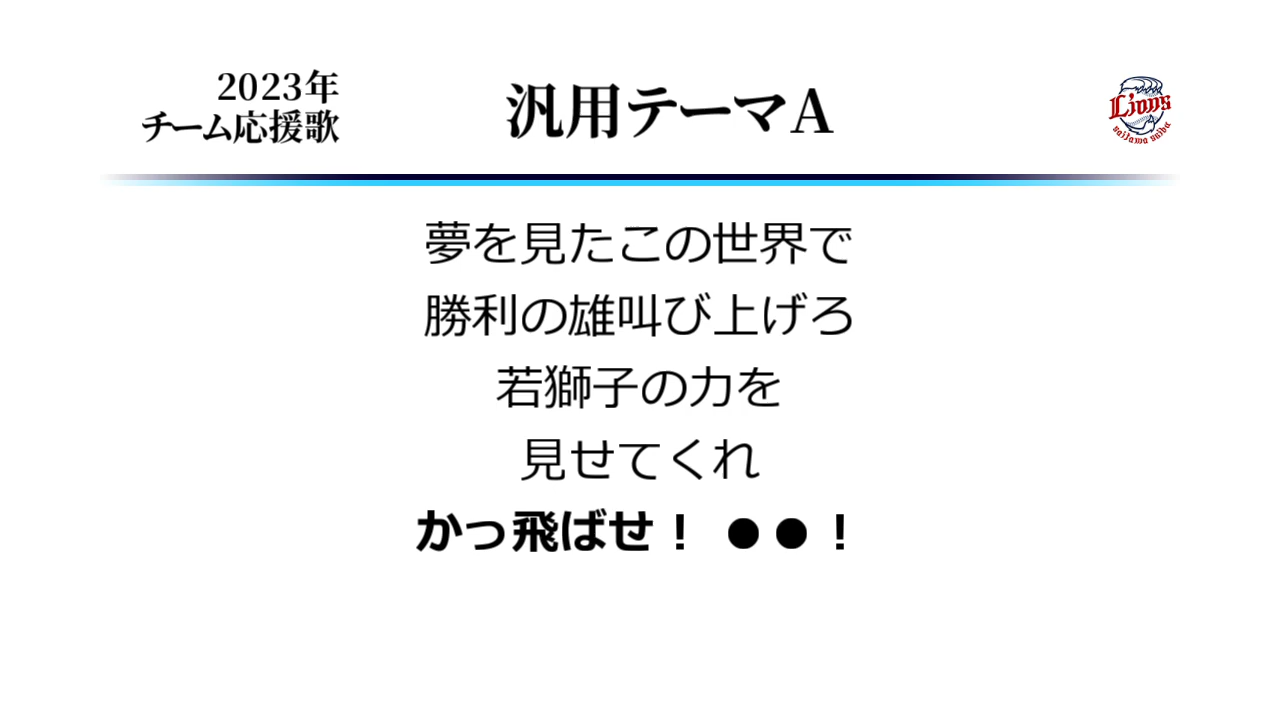 2023年
チーム応援歌
汎用テーマA
Lions
saitama seibu
夢を見たこの世界で
勝利の雄叫び上げろ
若獅子の力を
見せてくれ
かっ飛ばせ！ ●●！